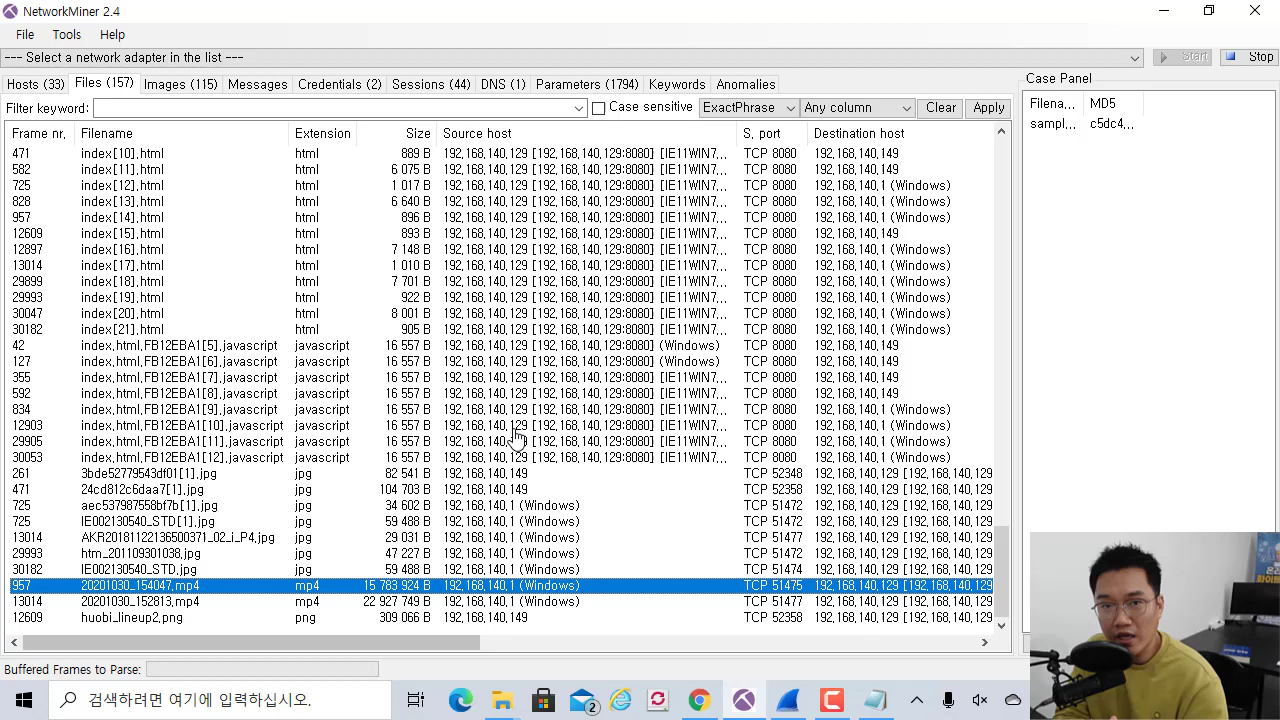 NetworkMiner 2.4
File Tools Help
--- Select a network adapter in the list --- Start Stop
Hosts (33) Files (157) Images (115) Messages Credentials (2) Sessions (44) DNS (1) Parameters (1794) Keywords Anomalies Case Panel
Filter keyword: Case sensitive ExactPhrase Any column Clear Apply Filena... MD5
Frame nr. Filename Extension Size Source host S. port Destination host sampl... c5dc4...
471 index[10].html html 889 B 192.168.140.129 [192.168.140.129:8080] [IE11WIN7... TCP 8080 192.168.140.149
582 index[11].html html 6 075 B 192.168.140.129 [192.168.140.129:8080] [IE11WIN7... TCP 8080 192.168.140.149
725 index[12].html html 1 017 B 192.168.140.129 [192.168.140.129:8080] [IE11WIN7... TCP 8080 192.168.140.1 (Windows)
828 index[13].html html 6 640 B 192.168.140.129 [192.168.140.129:8080] [IE11WIN7... TCP 8080 192.168.140.1 (Windows)
957 index[14].html html 896 B 192.168.140.129 [192.168.140.129:8080] [IE11WIN7... TCP 8080 192.168.140.1 (Windows)
12609 index[15].html html 893 B 192.168.140.129 [192.168.140.129:8080] [IE11WIN7... TCP 8080 192.168.140.149
12897 index[16].html html 7 148 B 192.168.140.129 [192.168.140.129:8080] [IE11WIN7... TCP 8080 192.168.140.1 (Windows)
13014 index[17].html html 1 010 B 192.168.140.129 [192.168.140.129:8080] [IE11WIN7... TCP 8080 192.168.140.1 (Windows)
29899 index[18].html html 7 701 B 192.168.140.129 [192.168.140.129:8080] [IE11WIN7... TCP 8080 192.168.140.1 (Windows)
29993 index[19].html html 922 B 192.168.140.129 [192.168.140.129:8080] [IE11WIN7... TCP 8080 192.168.140.1 (Windows)
30047 index[20].html html 8 001 B 192.168.140.129 [192.168.140.129:8080] [IE11WIN7... TCP 8080 192.168.140.1 (Windows)
30182 index[21].html html 905 B 192.168.140.129 [192.168.140.129:8080] [IE11WIN7... TCP 8080 192.168.140.1 (Windows)
42 index.html.FB12EBA1[5].javascript javascript 16 557 B 192.168.140.129 [192.168.140.129:8080] (Windows) TCP 8080 192.168.140.149
127 index.html.FB12EBA1[6].javascript javascript 16 557 B 192.168.140.129 [192.168.140.129:8080] (Windows) TCP 8080 192.168.140.149
355 index.html.FB12EBA1[7].javascript javascript 16 557 B 192.168.140.129 [192.168.140.129:8080] [IE11WIN7... TCP 8080 192.168.140.149
592 index.html.FB12EBA1[8].javascript javascript 16 557 B 192.168.140.129 [192.168.140.129:8080] [IE11WIN7... TCP 8080 192.168.140.149
834 index.html.FB12EBA1[9].javascript javascript 16 557 B 192.168.140.129 [192.168.140.129:8080] [IE11WIN7... TCP 8080 192.168.140.1 (Windows)
12903 index.html.FB12EBA1[10].javascript javascript 16 557 B 192.168.140.129 [192.168.140.129:8080] [IE11WIN7... TCP 8080 192.168.140.1 (Windows)
29905 index.html.FB12EBA1[11].javascript javascript 16 557 B 192.168.140.129 [192.168.140.129:8080] [IE11WIN7... TCP 8080 192.168.140.1 (Windows)
30053 index.html.FB12EBA1[12].javascript javascript 16 557 B 192.168.140.129 [192.168.140.129:8080] [IE11WIN7... TCP 8080 192.168.140.1 (Windows)
261 3bde52779543df01[1].jpg jpg 82 541 B 192.168.140.149 TCP 52348 192.168.140.129 [192.168.140.129
471 24cd812c6daa7[1].jpg jpg 104 703 B 192.168.140.149 TCP 52358 192.168.140.129 [192.168.140.129
725 aec537987558bf7b[1].jpg jpg 34 602 B 192.168.140.1 (Windows) TCP 51472 192.168.140.129 [192.168.140.129
725 IE002130540_STD[1].jpg jpg 59 488 B 192.168.140.1 (Windows) TCP 51472 192.168.140.129 [192.168.140.129
13014 AKR20181122136500371_02_i_P4.jpg jpg 29 031 B 192.168.140.1 (Windows) TCP 51477 192.168.140.129 [192.168.140.129
29993 htm_201109301038.jpg jpg 47 227 B 192.168.140.1 (Windows) TCP 51485 192.168.140.129 [192.168.140.129
30182 IE002130540_STD.jpg jpg 59 488 B 192.168.140.1 (Windows) TCP 51474 192.168.140.129 [192.168.140.129
957 20201030_154047.mp4 mp4 15 783 924 B 192.168.140.1 (Windows) TCP 51475 192.168.140.129 [192.168.140.129
13014 20201030_152813.mp4 mp4 22 927 749 B 192.168.140.1 (Windows) TCP 51477 192.168.140.129 [192.168.140.129
12609 huobi_lineup2.png png 309 066 B 192.168.140.149 TCP 52358 192.168.140.129 [192.168.140.129
Buffered Frames to Parse:
검색하려면 여기에 입력하십시오.
2